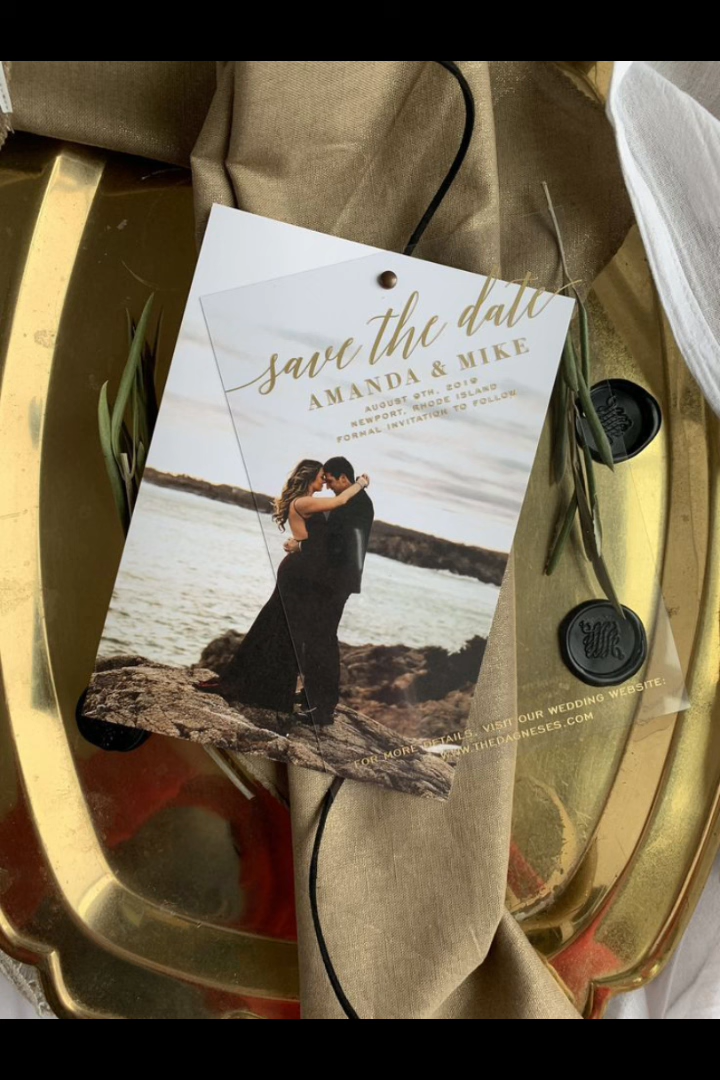 save the date
AMANDA & MIKE
AUGUST 9TH, 2019
NEWPORT, RHODE ISLAND
FORMAL INVITATION TO FOLLOW
FOR MORE DETAILS, VISIT OUR WEDDING WEBSITE:
WWW.THEDAGNESES.COM